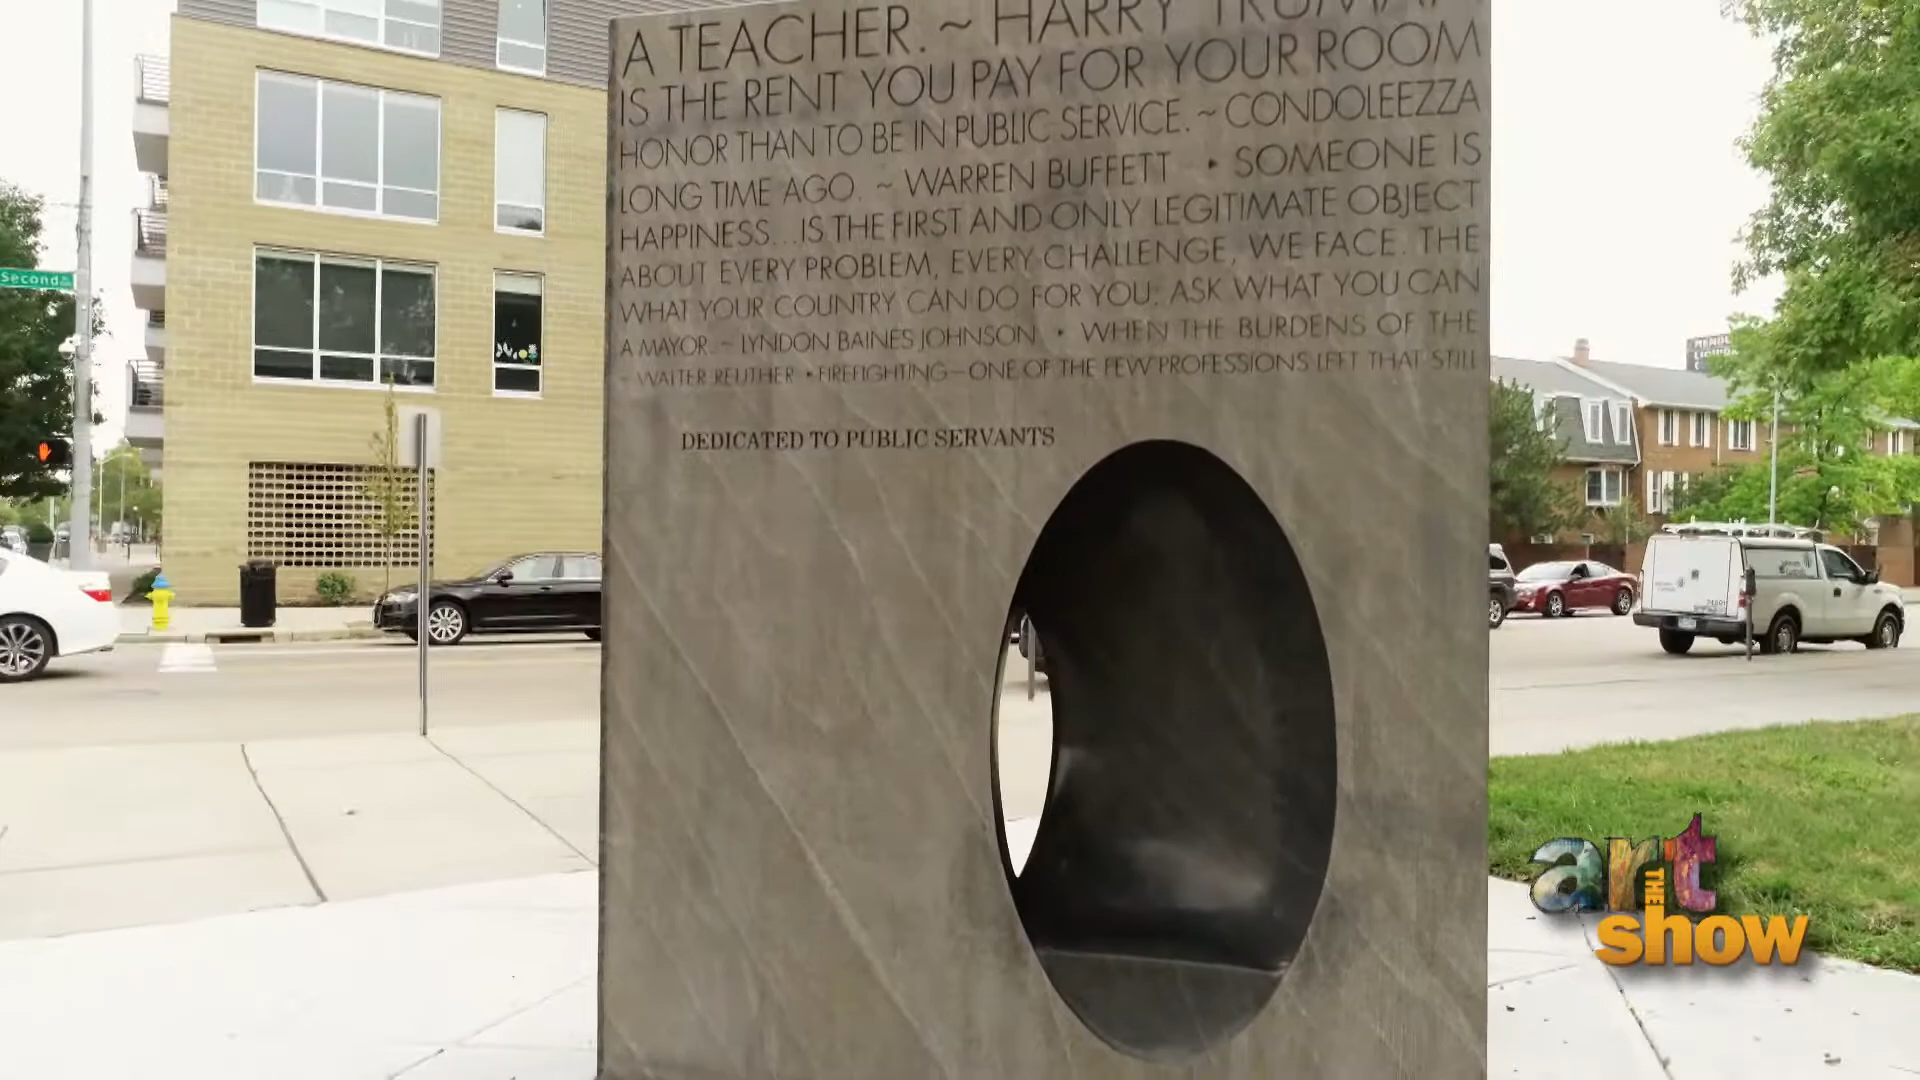 A TEACHER. ~ HARRY TRUMAN
IS THE RENT YOU PAY FOR YOUR ROOM
HONOR THAN TO BE IN PUBLIC SERVICE. ~ CONDOLEEZZA
LONG TIME AGO. ~ WARREN BUFFETT • SOMEONE IS
HAPPINESS...IS THE FIRST AND ONLY LEGITIMATE OBJECT
ABOUT EVERY PROBLEM, EVERY CHALLENGE, WE FACE. THE
WHAT YOUR COUNTRY CAN DO FOR YOU; ASK WHAT YOU CAN
A MAYOR. ~ LYNDON BAINES JOHNSON • WHEN THE BURDENS OF THE
~ WALTER REUTHER • FIREFIGHTING—ONE OF THE FEW PROFESSIONS LEFT THAT STILL
DEDICATED TO PUBLIC SERVANTS
Second
art
THE
show